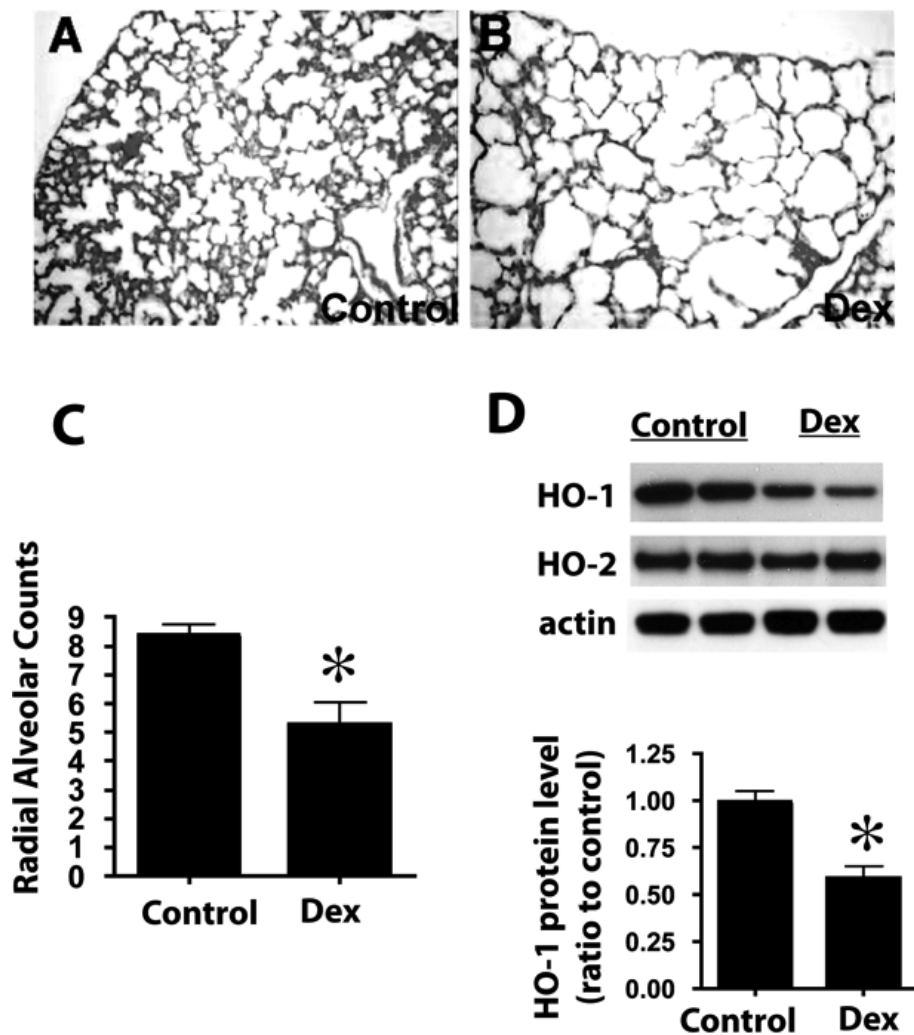 A
B
Control
Dex
C
Radial Alveolar Counts
9
8
7
6
5
4
3
2
1
0
*
Control Dex
D
Control Dex
HO-1
HO-2
actin
HO-1 protein level
(ratio to control)
1.25
1.00
0.75
0.50
0.25
0.00
*
Control Dex